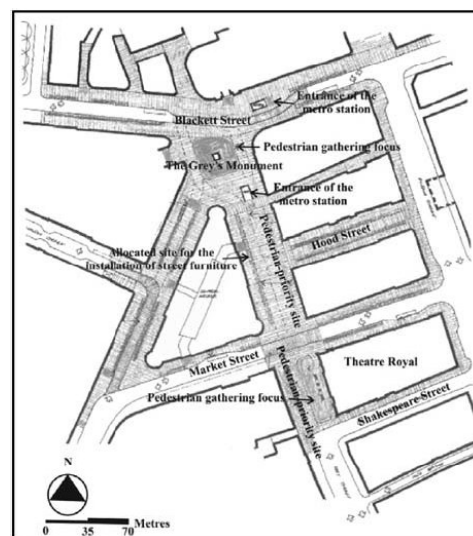 Entrance of the
metro station
Blackett Street
Pedestrian gathering focus
The Grey's Monument
Entrance of the
metro station
Pedestrian-priority site
Hood Street
Allocated site for the
installation of street furniture
Market Street
Theatre Royal
Pedestrian-priority site
Pedestrian gathering focus
Shakespeare Street
N
0 35 70 Metres